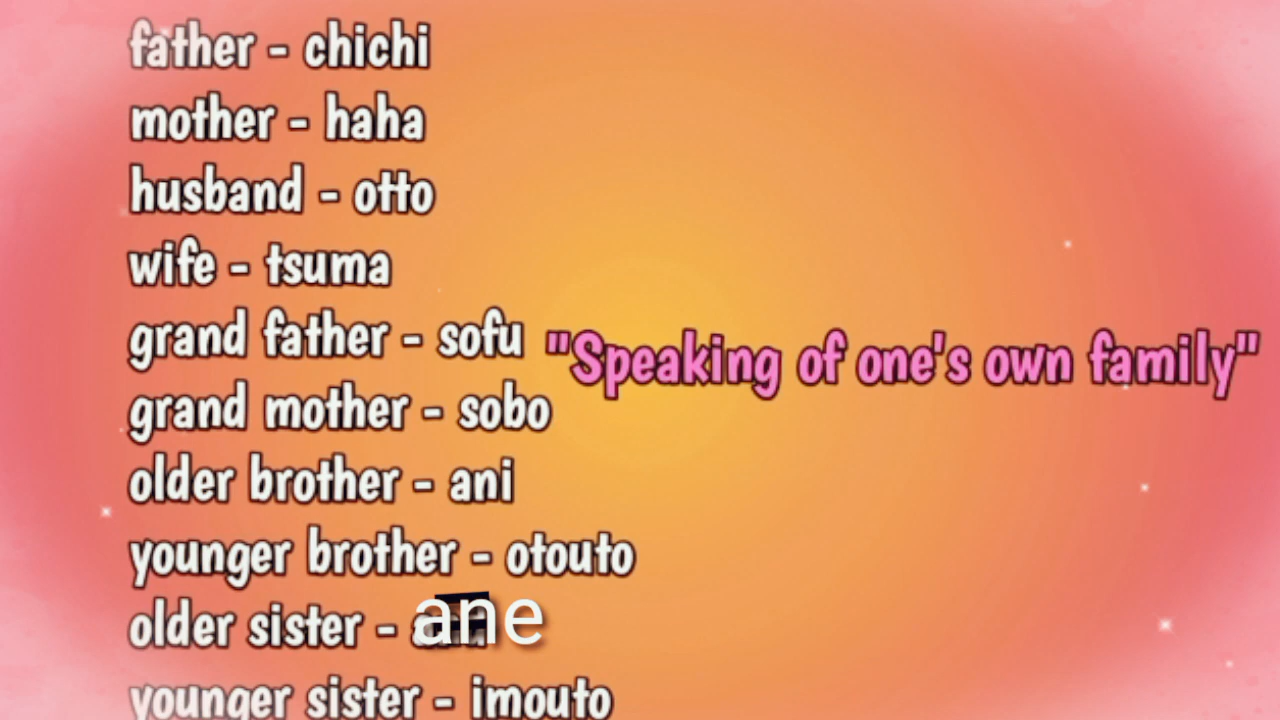 father - chichi
mother - haha
husband - otto
wife - tsuma
grand father - sofu
"Speaking of one's own family"
grand mother - sobo
older brother - ani
younger brother - otouto
older sister - ane
younger sister - imouto